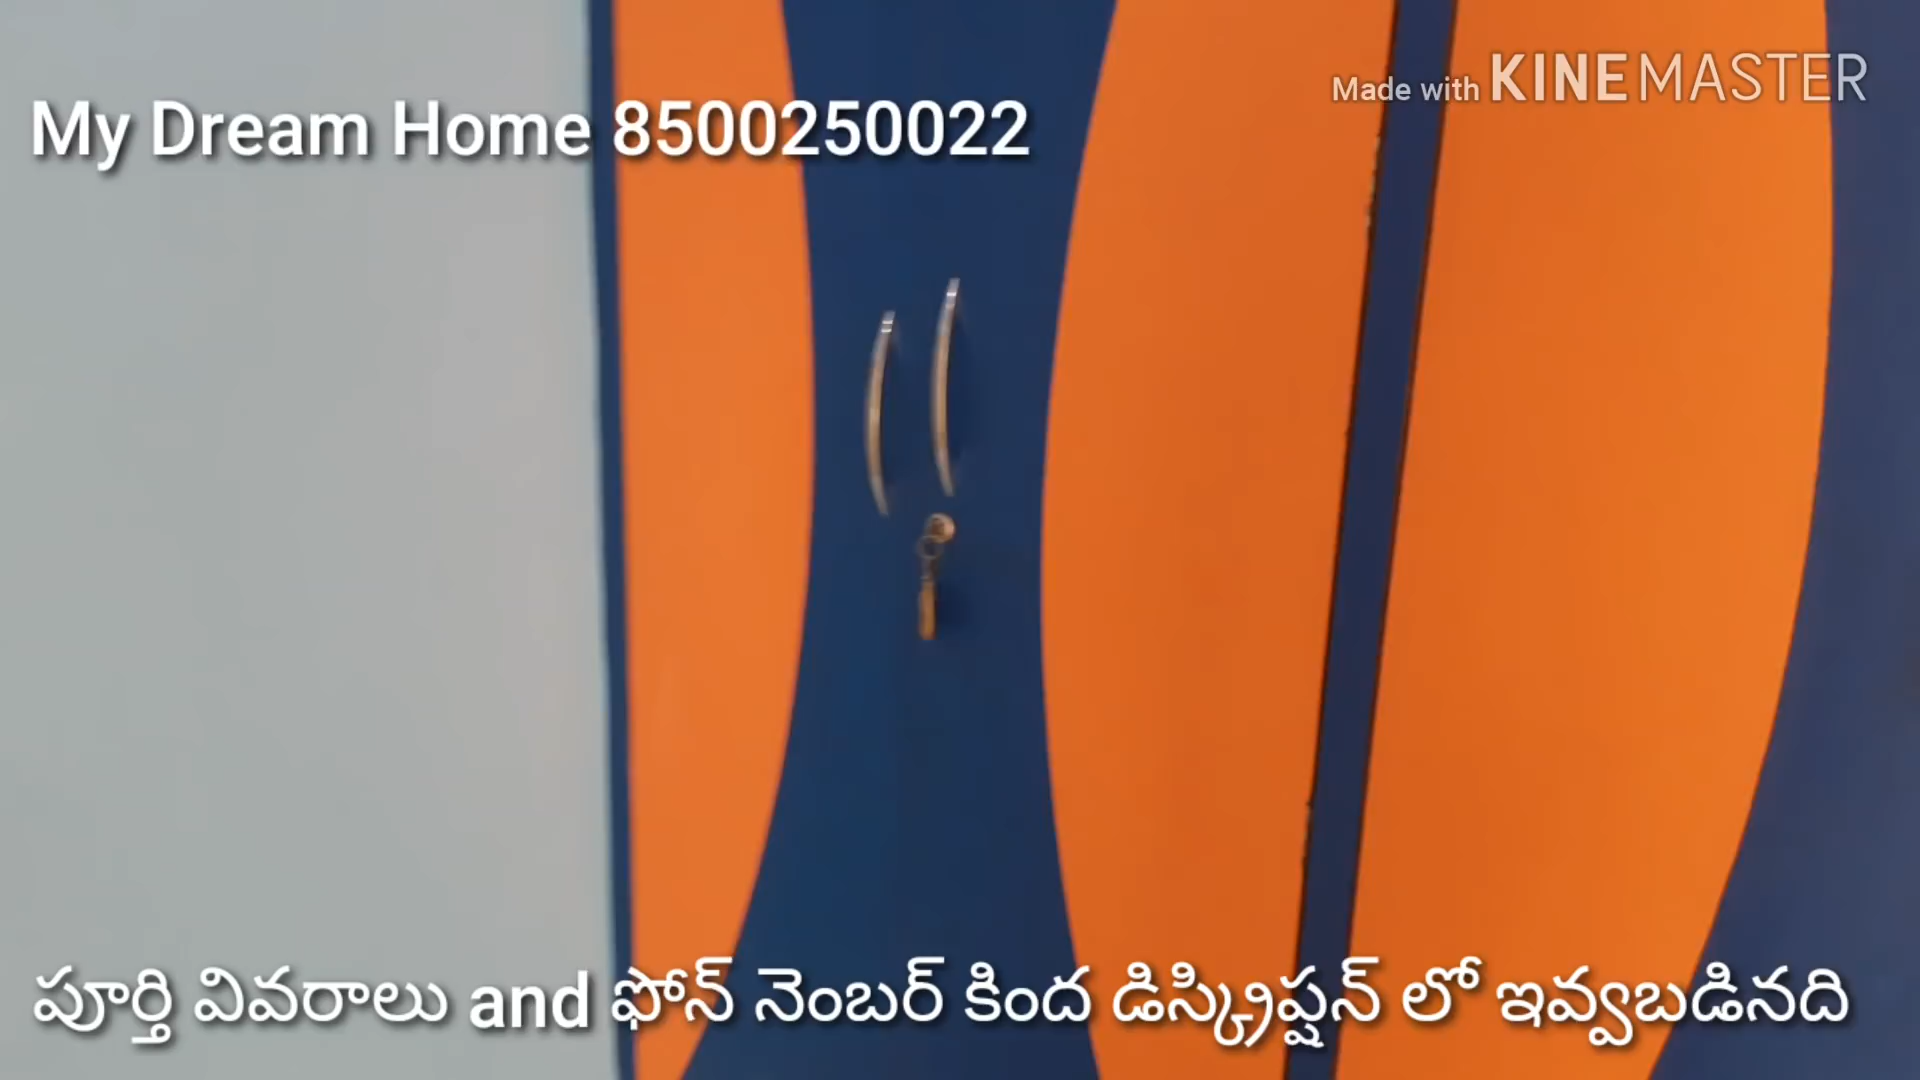 Made with KINEMASTER
My Dream Home 8500250022
పూర్తి వివరాలు and ఫోన్ నెంబర్ కింద డిస్క్రిప్షన్ లో ఇవ్వబడినది